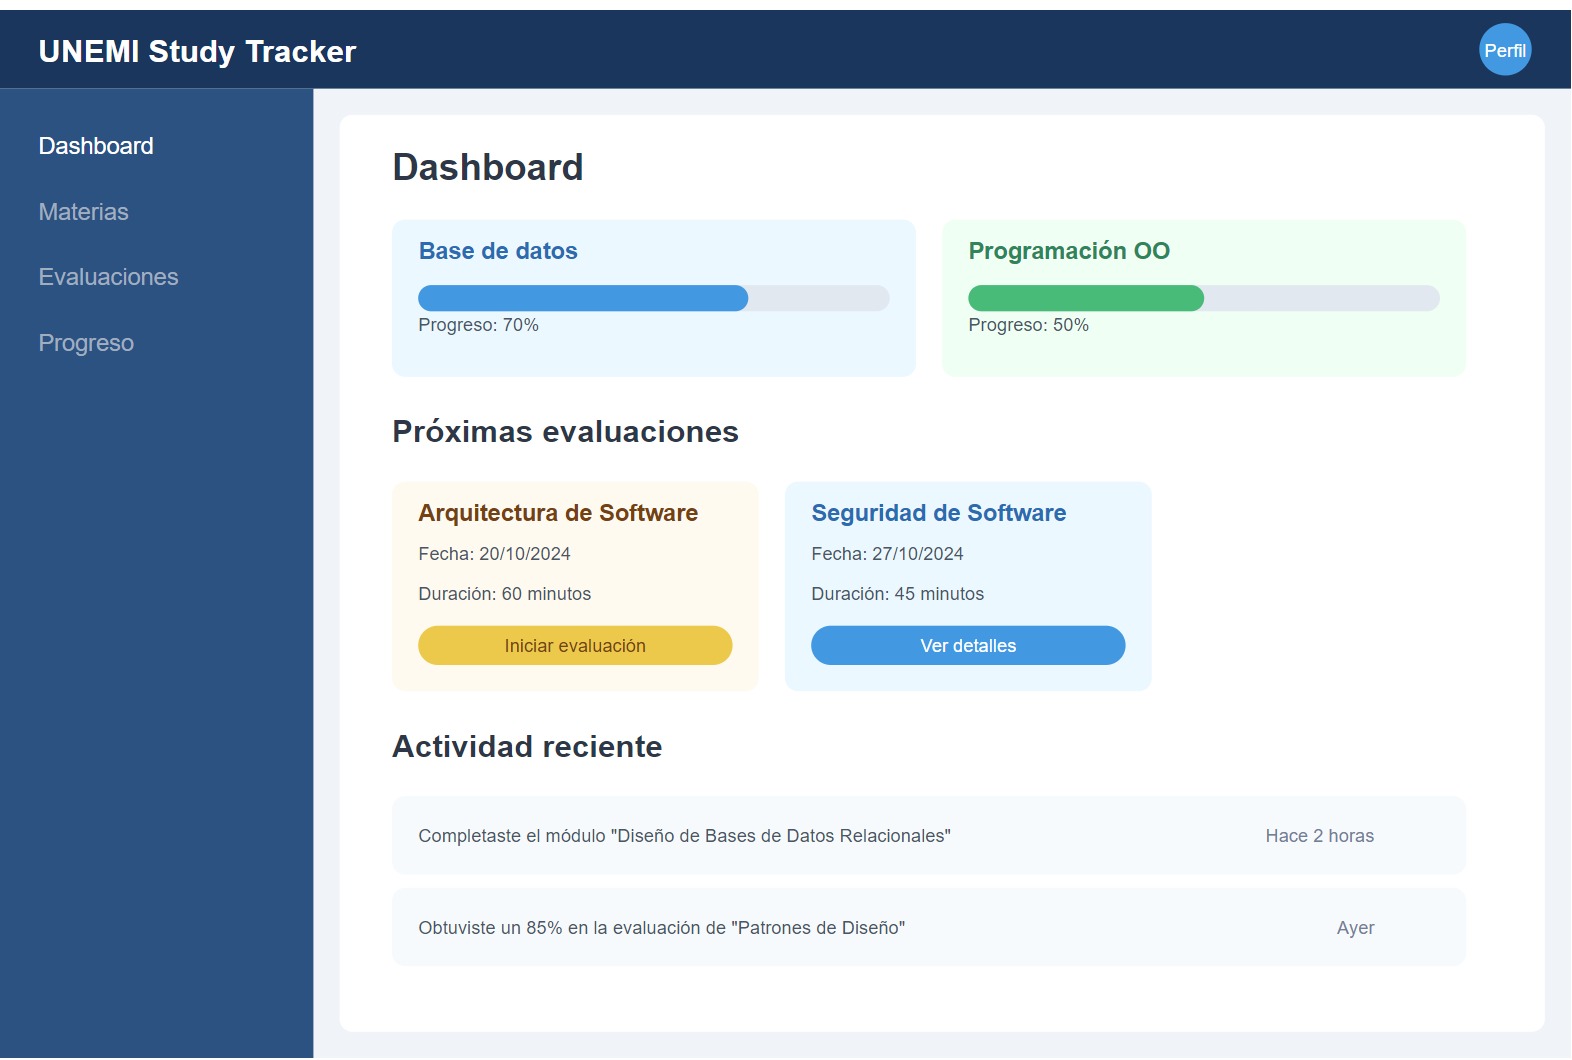 UNEMI Study Tracker
Perfil
Dashboard
Materias
Evaluaciones
Progreso
Dashboard
Base de datos
Progreso: 70%
Programación OO
Progreso: 50%
Próximas evaluaciones
Arquitectura de Software
Fecha: 20/10/2024
Duración: 60 minutos
Iniciar evaluación
Seguridad de Software
Fecha: 27/10/2024
Duración: 45 minutos
Ver detalles
Actividad reciente
Completaste el módulo "Diseño de Bases de Datos Relacionales"
Hace 2 horas
Obtuviste un 85% en la evaluación de "Patrones de Diseño"
Ayer